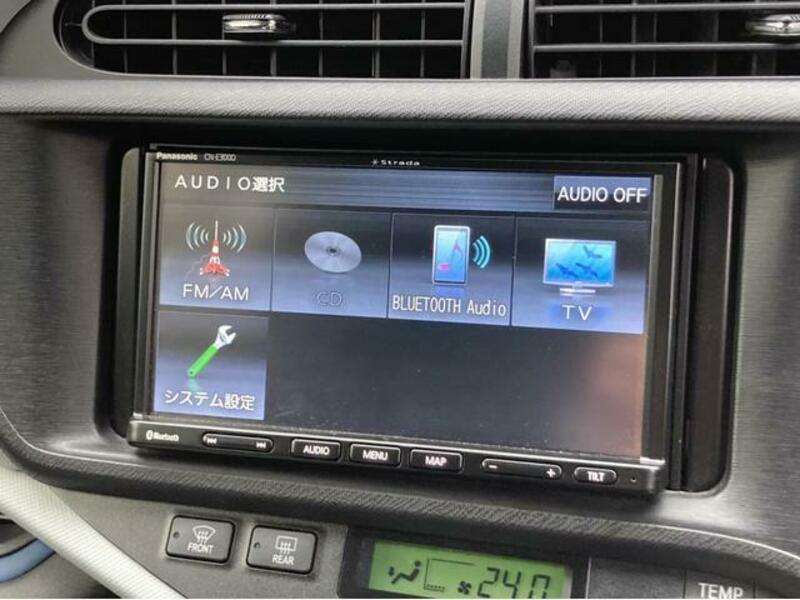 Panasonic CN-E300D
Strada
AUDIO選択
AUDIO OFF
FM/AM
CD
BLUETOOTH Audio
TV
システム設定
Bluetooth
AUDIO
MENU
MAP
− +
TILT
FRONT
REAR
24.0
TEMP